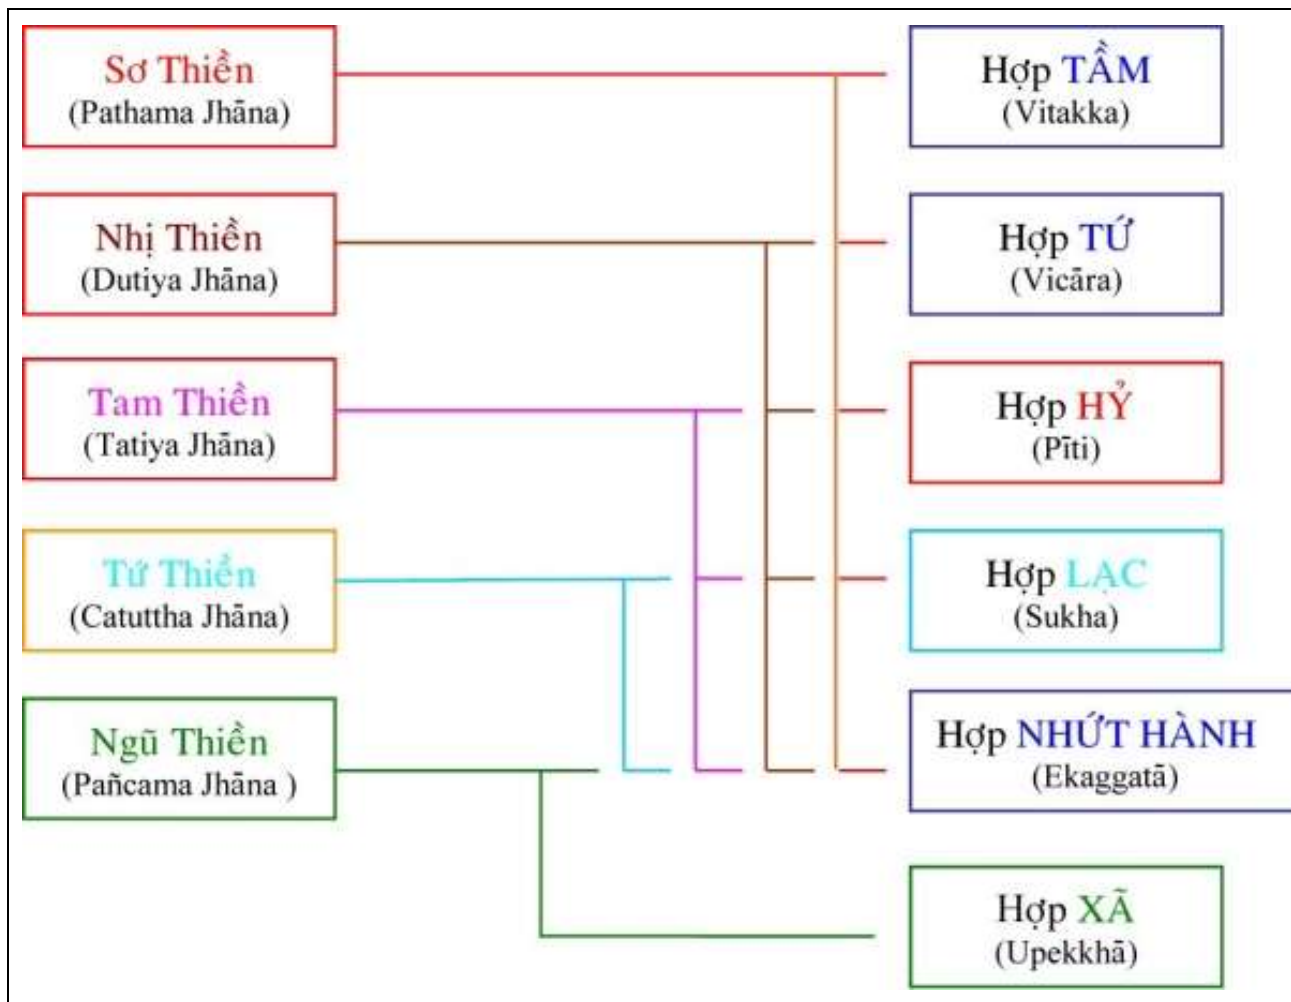 Sơ Thiền
(Pathama Jhāna)
Hợp TẦM
(Vitakka)
Nhị Thiền
(Dutiya Jhāna)
Hợp TỨ
(Vicāra)
Tam Thiền
(Tatiya Jhāna)
Hợp HỶ
(Pīti)
Tứ Thiền
(Catuttha Jhāna)
Hợp LẠC
(Sukha)
Ngũ Thiền
(Pañcama Jhāna )
Hợp NHỨT HÀNH
(Ekaggatā)
Hợp XÃ
(Upekkhā)